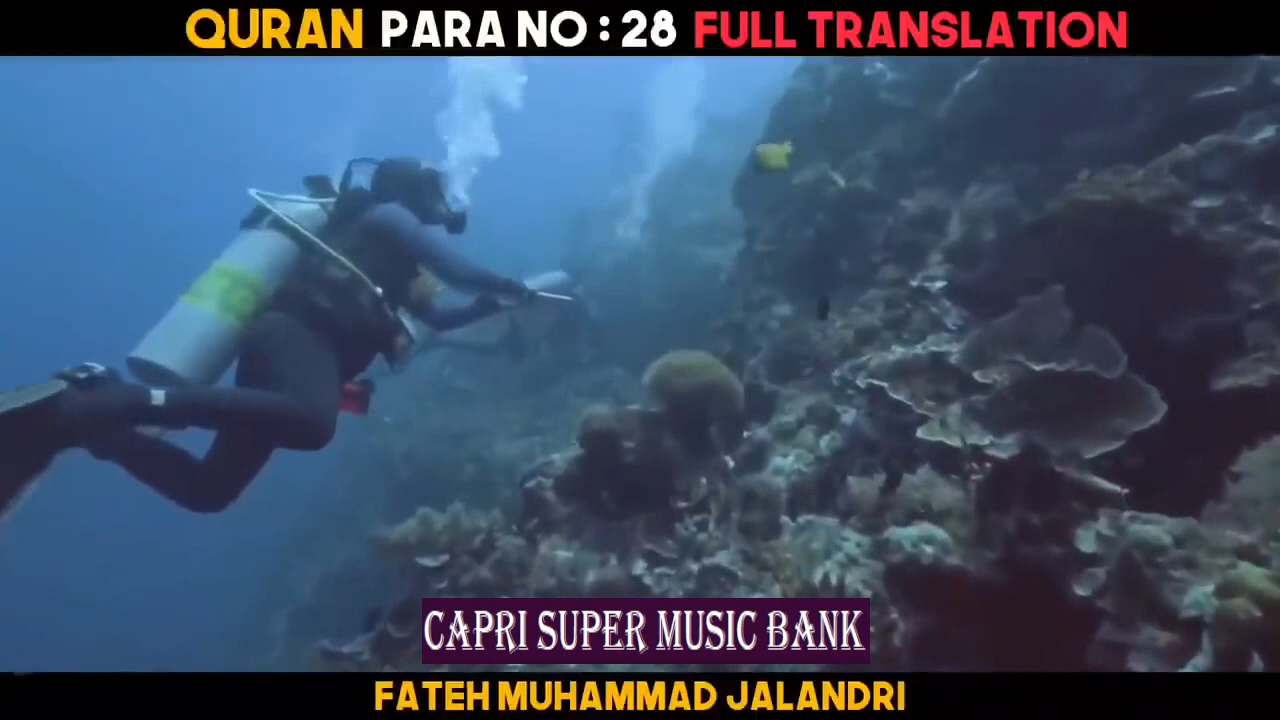 QURAN PARA NO : 28 FULL TRANSLATION
CAPRI SUPER MUSIC BANK
FATEH MUHAMMAD JALANDRI